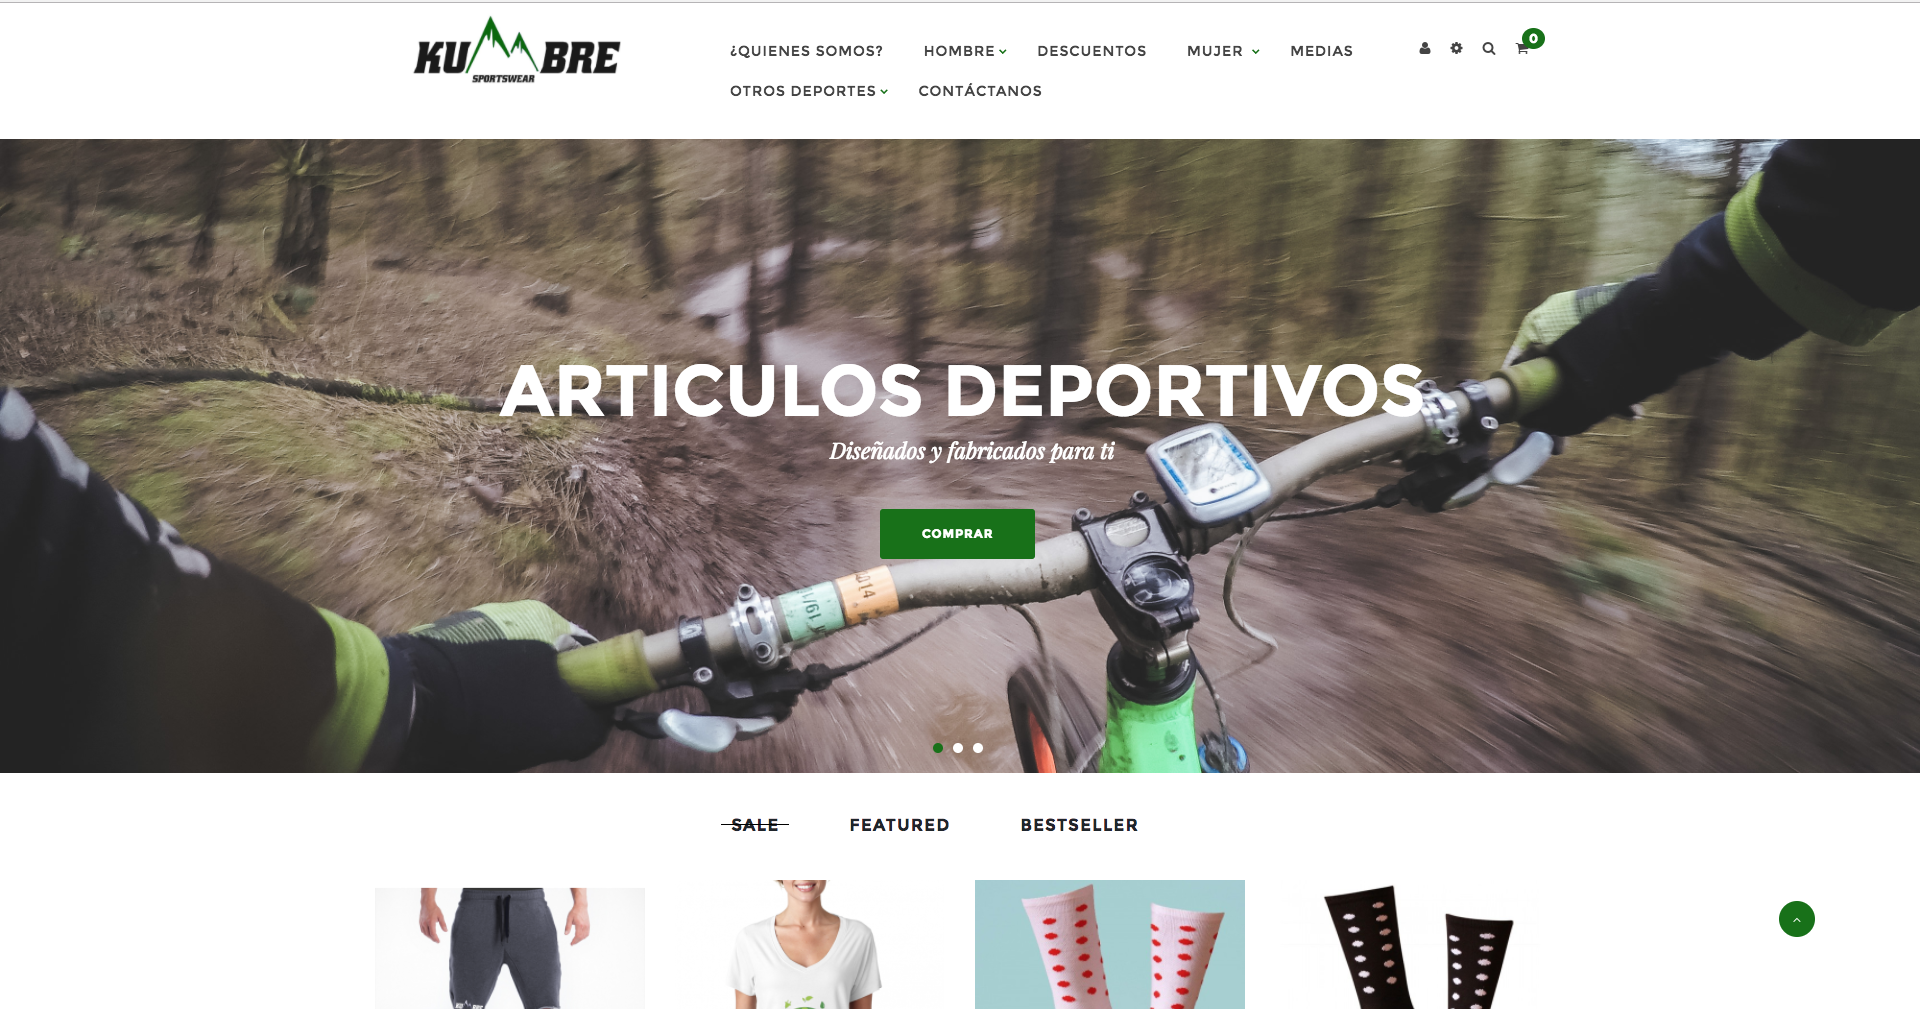 KUMBRE
SPORTSWEAR
¿QUIENES SOMOS? HOMBRE DESCUENTOS MUJER MEDIAS
OTROS DEPORTES CONTÁCTANOS
0
ARTICULOS DEPORTIVOS
Diseñados y fabricados para ti
COMPRAR
2014
SALE FEATURED BESTSELLER